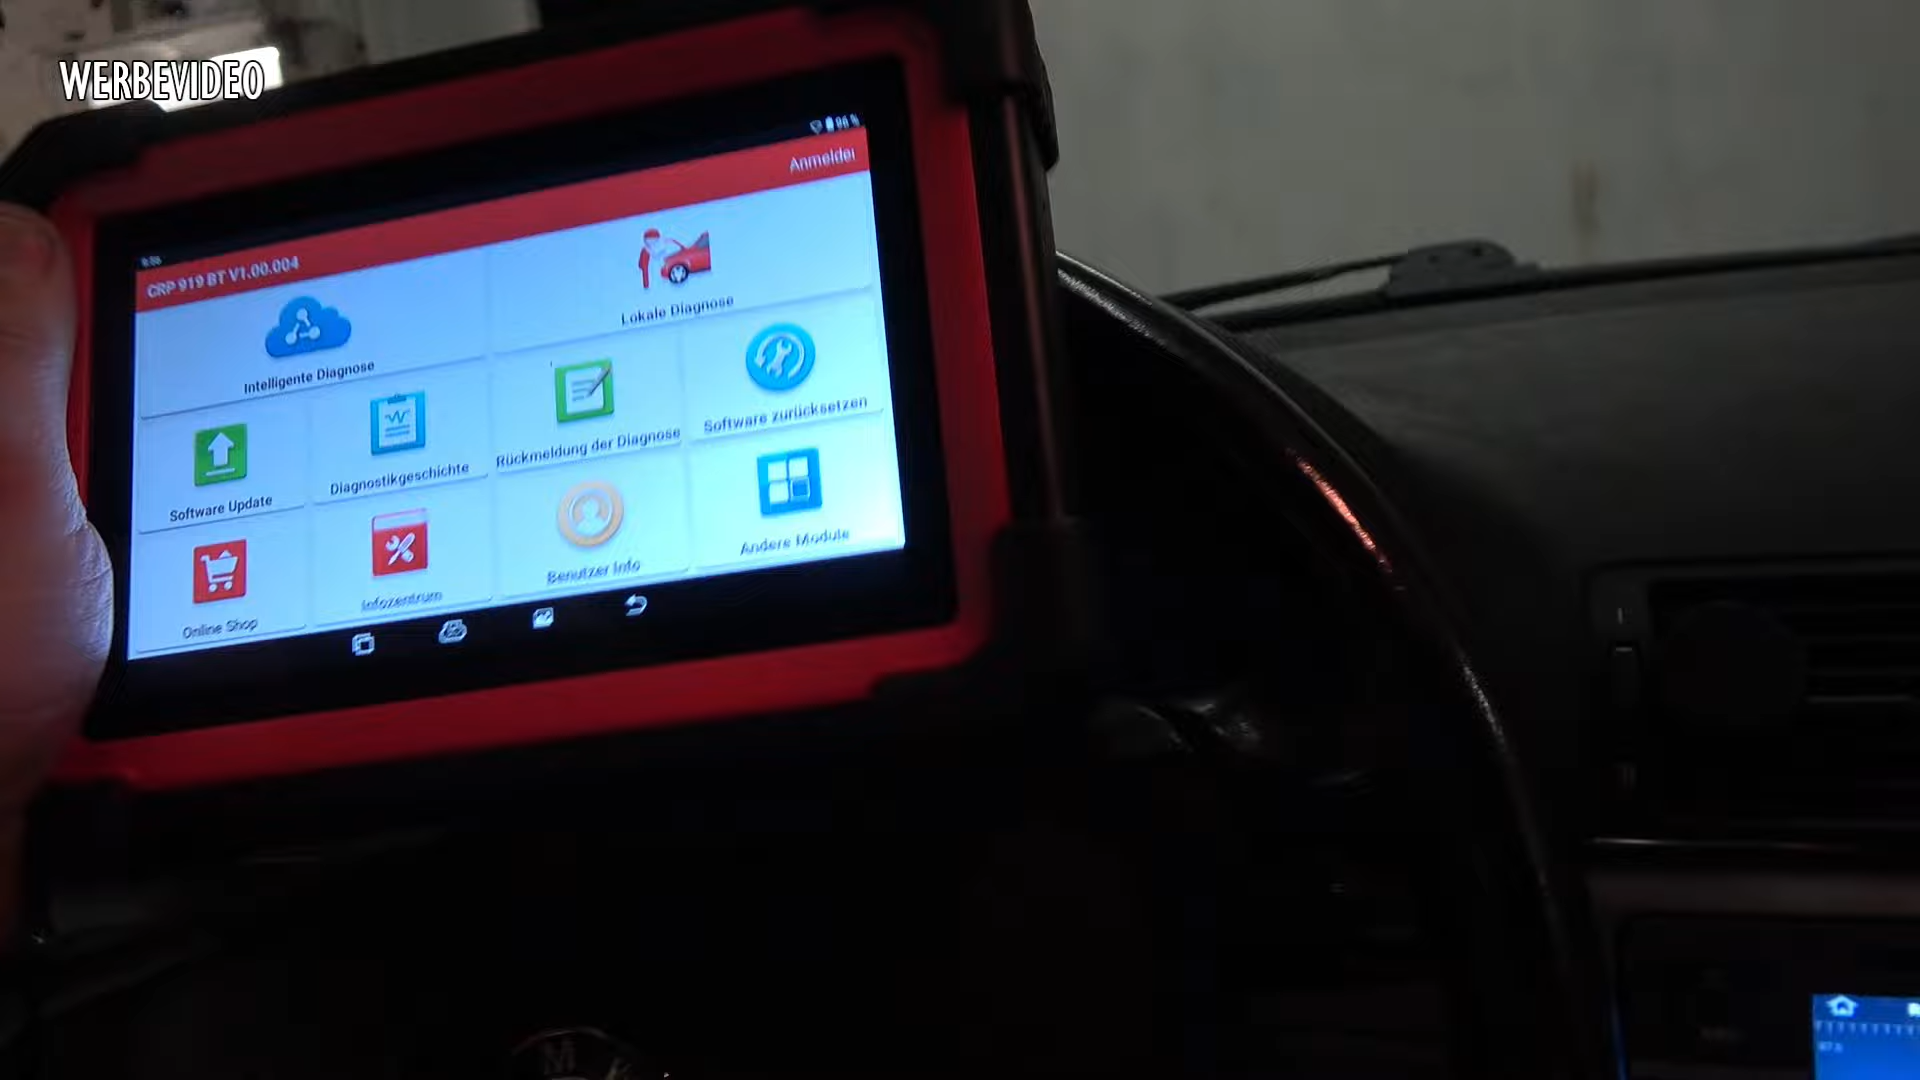 WERBEVIDEO
96 %
Anmelden
CRP 919 BT V1.00.004
Intelligente Diagnose
Lokale Diagnose
Software Update
Diagnostikgeschichte
Rückmeldung der Diagnose
Software zurücksetzen
Online Shop
Infozentrum
Benutzer Info
Andere Module
M